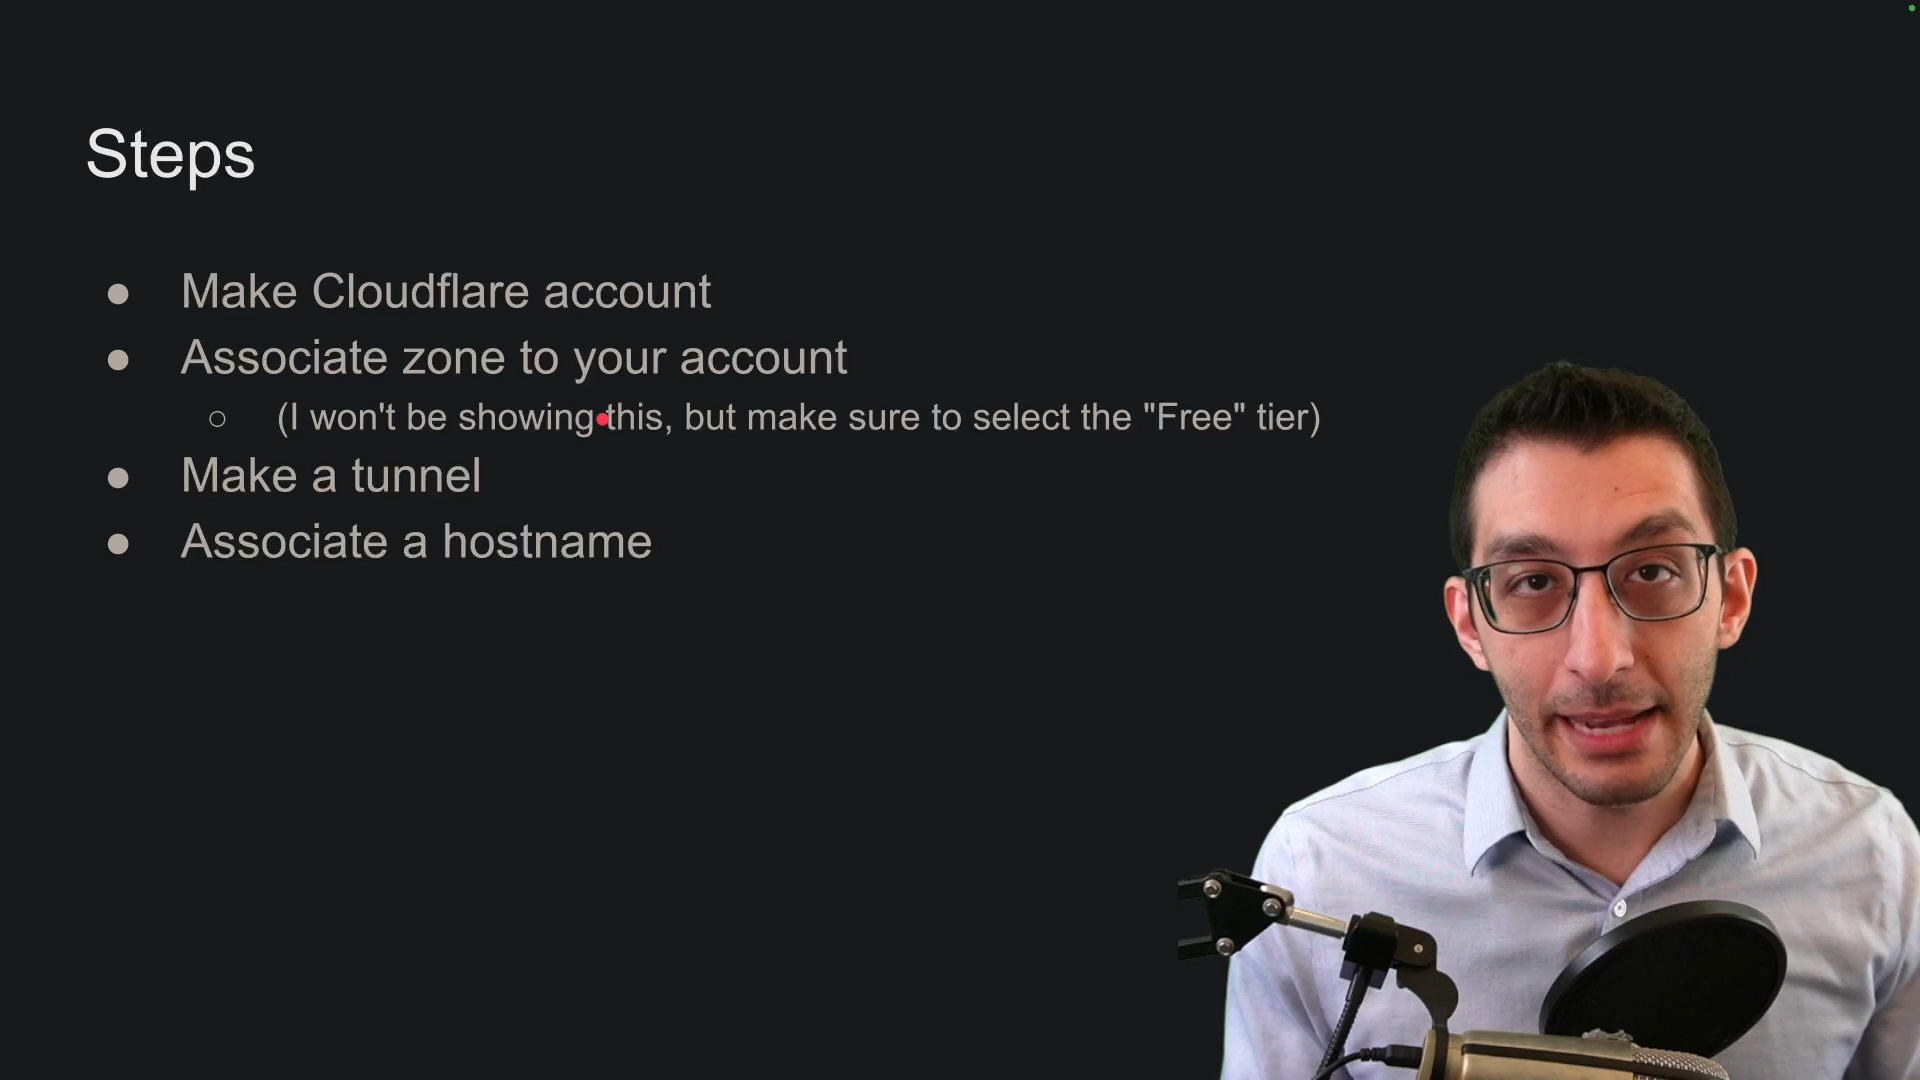 Steps
● Make Cloudflare account
● Associate zone to your account
○ (I won't be showing this, but make sure to select the "Free" tier)
● Make a tunnel
● Associate a hostname